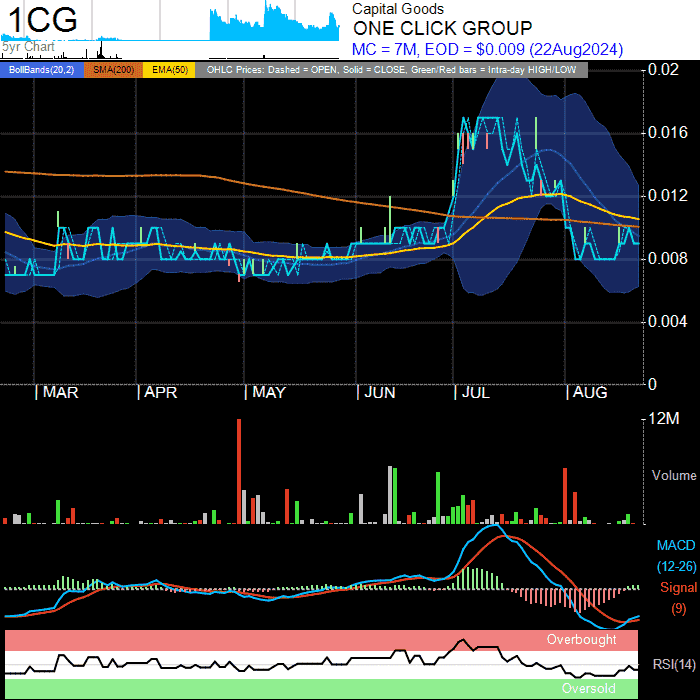 1CG
Capital Goods
ONE CLICK GROUP
MC = 7M, EOD = $0.009 (22Aug2024)
5yr Chart
BollBands(20,2) SMA(200) EMA(50) OHLC Prices: Dashed = OPEN, Solid = CLOSE, Green/Red bars = Intra-day HIGH/LOW
0.02
0.016
0.012
0.008
0.004
0
MAR APR MAY JUN JUL AUG
12M
Volume
MACD
(12-26)
Signal
(9)
Overbought
RSI(14)
Oversold